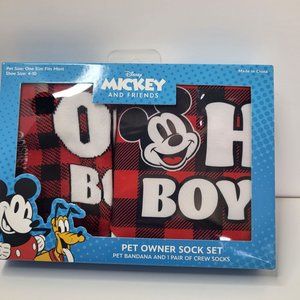 Pet Size: One Size Fits Most
Shoe Size: 4-10
Made in China
Disney
MICKEY
AND FRIENDS
O
BO
H
BOY
PET OWNER SOCK SET
PET BANDANA AND 1 PAIR OF CREW SOCKS